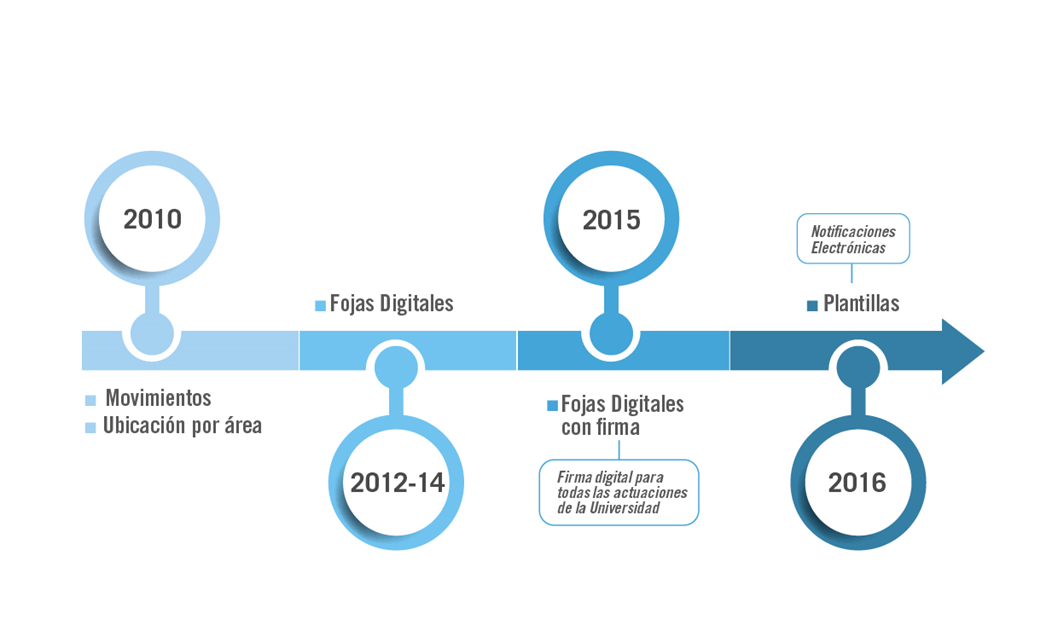 2010
Movimientos
Ubicación por área
Fojas Digitales
2012-14
2015
Fojas Digitales
con firma
Firma digital para
todas las actuaciones
de la Universidad
Notificaciones
Electrónicas
Plantillas
2016